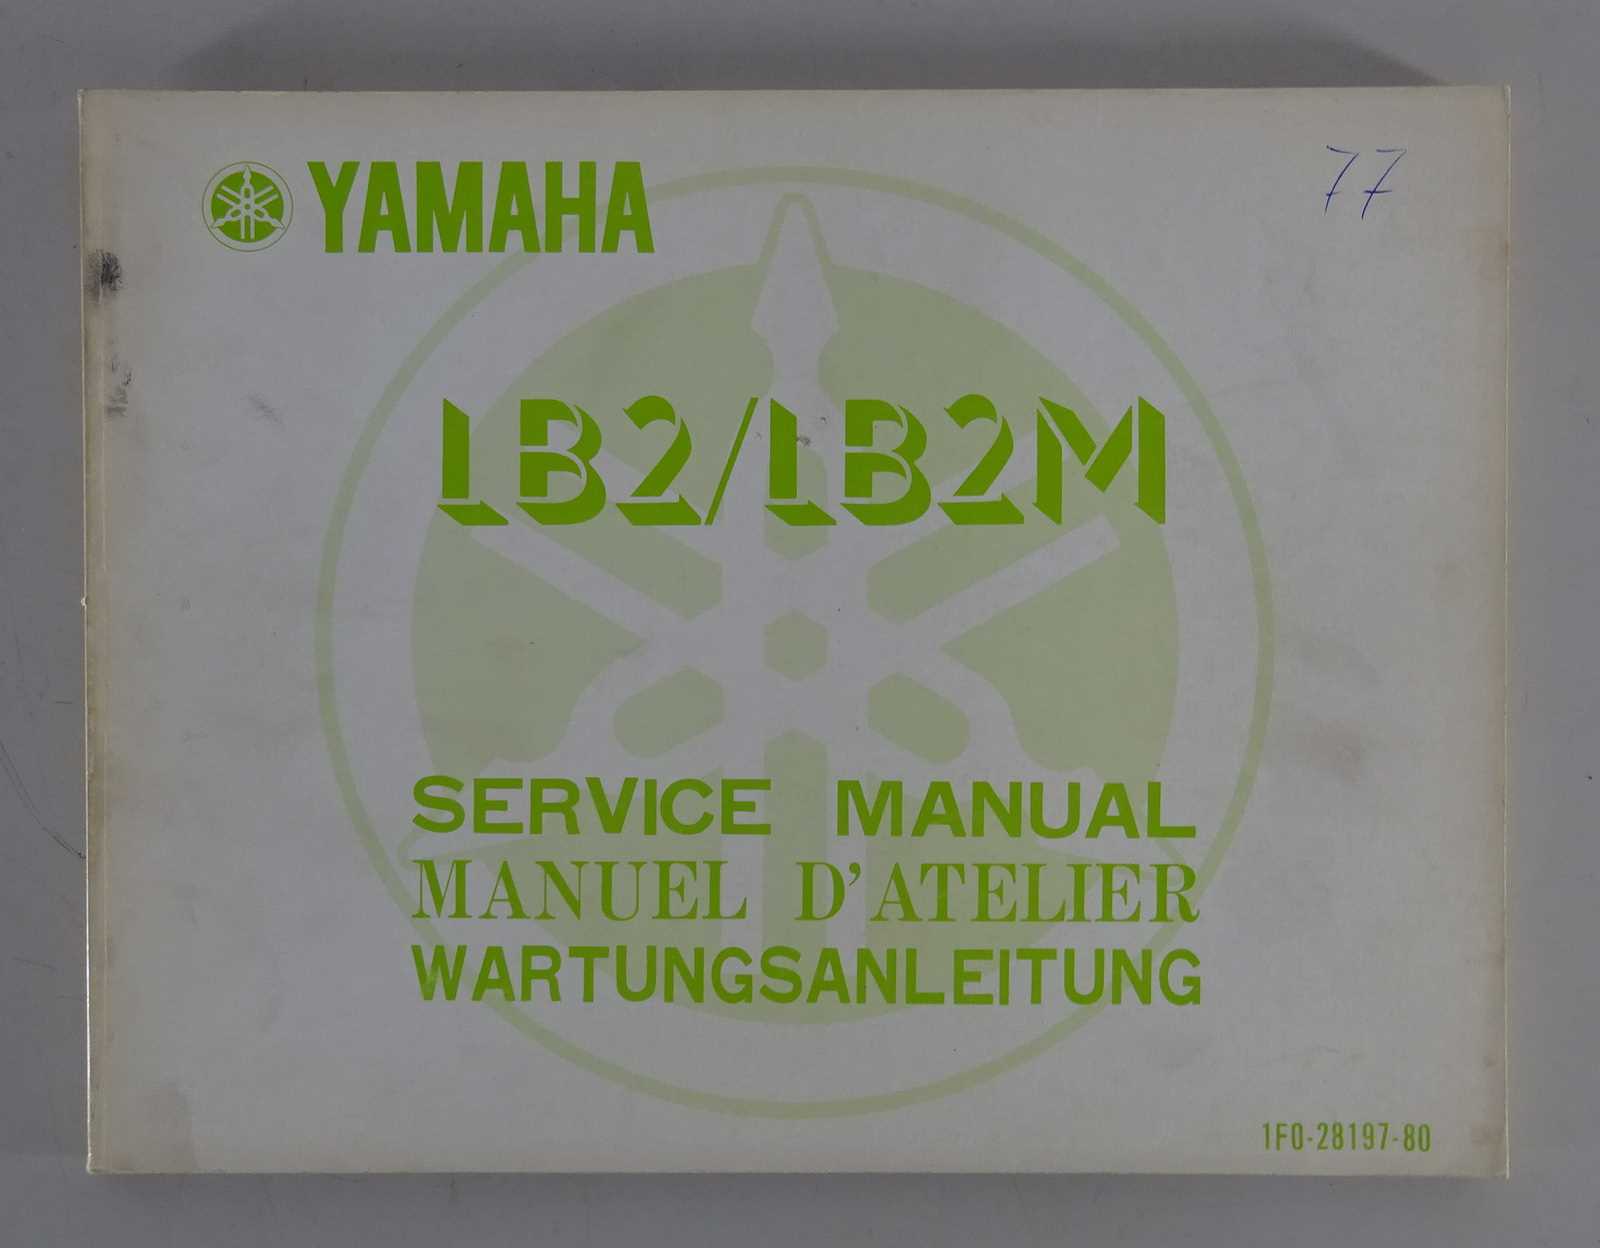 YAMAHA
77
LB2/LB2M
SERVICE MANUAL
MANUEL D'ATELIER
WARTUNGSANLEITUNG
1F0-28197-80